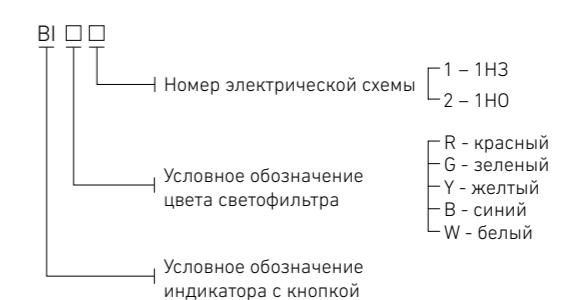 BI □ □
Номер электрической схемы
1 – 1НЗ
2 – 1НО
Условное обозначение
цвета светофильтра
R - красный
G - зеленый
Y - желтый
B - синий
W - белый
Условное обозначение
индикатора с кнопкой